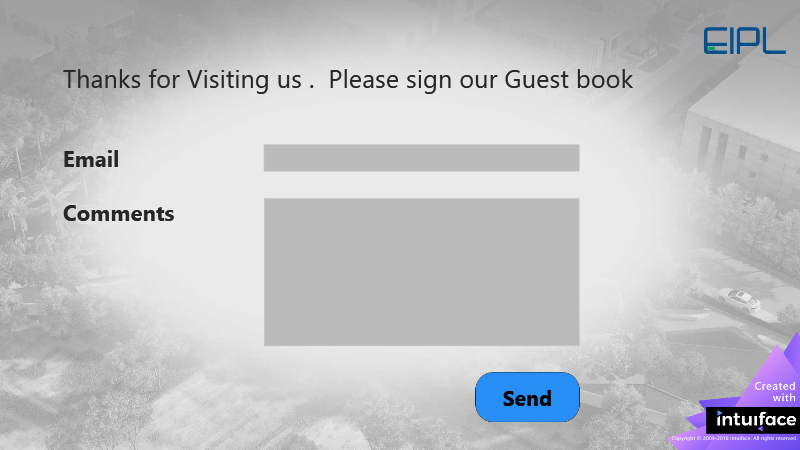 EIPL
Thanks for Visiting us .  Please sign our Guest book
Email
Comments
Send
Created
with
intuiface
Copyright © 2009-2018 Intuiface. All rights reserved.